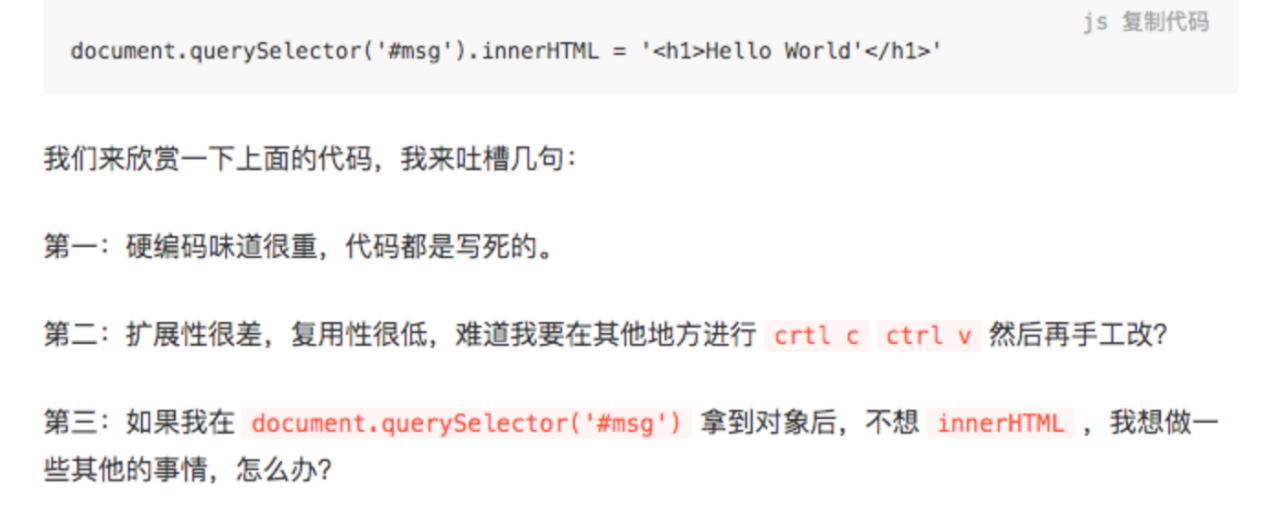 js 复制代码
document.querySelector('#msg').innerHTML = '<h1>Hello World'</h1>'
我们来欣赏一下上面的代码，我来吐槽几句：
第一：硬编码味道很重，代码都是写死的。
第二：扩展性很差，复用性很低，难道我要在其他地方进行 crtl c ctrl v 然后再手工改？
第三：如果我在 document.querySelector('#msg') 拿到对象后，不想 innerHTML ，我想做一
些其他的事情，怎么办？